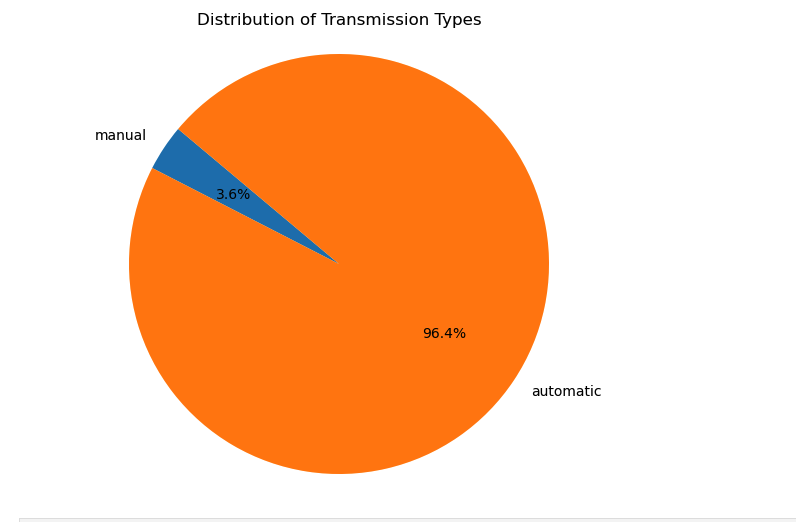 Distribution of Transmission Types
manual
3.6%
96.4%
automatic